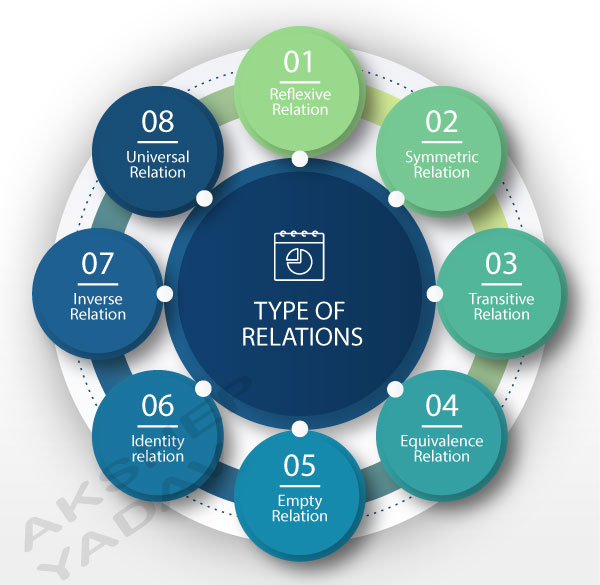 01
Reflexive
Relation
02
Symmetric
Relation
03
Transitive
Relation
04
Equivalence
Relation
05
Empty
Relation
06
Identity
relation
07
Inverse
Relation
08
Universal
Relation
TYPE OF
RELATIONS
YADAV